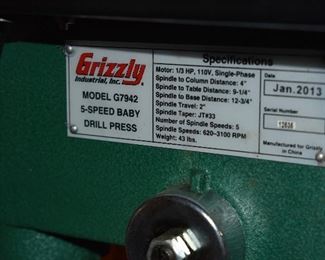 Grizzly
Industrial, Inc.
MODEL G7942
5-SPEED BABY
DRILL PRESS
Specifications
Motor: 1/3 HP, 110V, Single-Phase
Spindle to Column Distance: 4"
Spindle to Table Distance: 9-1/4"
Spindle to Base Distance: 12-3/4"
Spindle Travel: 2"
Spindle Taper: JT#33
Number of Spindle Speeds: 5
Spindle Speeds: 620-3100 RPM
Weight: 43 lbs.
Date
Jan.2013
Serial Number
Manufactured for Grizzly
in China